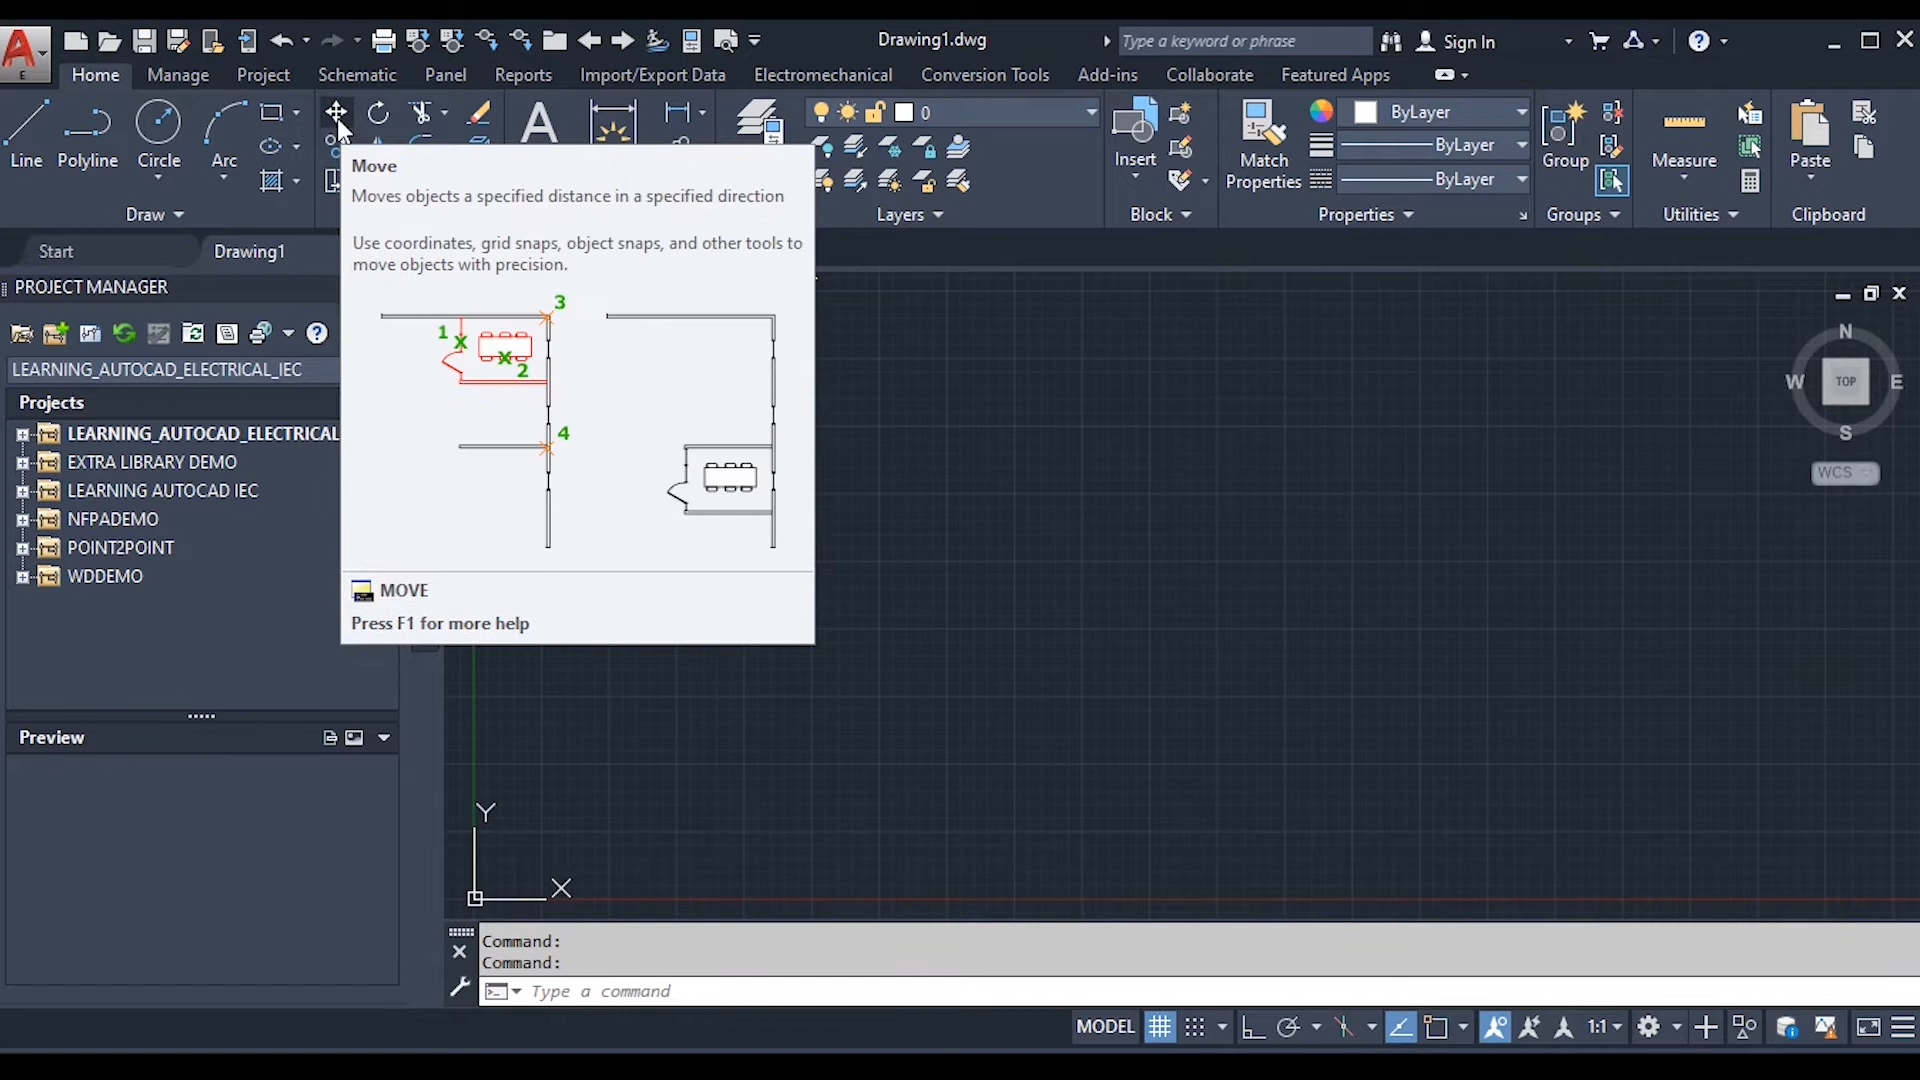 Drawing1.dwg
Type a keyword or phrase
Sign In
E
Home
Manage
Project
Schematic
Panel
Reports
Import/Export Data
Electromechanical
Conversion Tools
Add-ins
Collaborate
Featured Apps
Line
Polyline
Circle
Arc
A
0
Insert
Match
Properties
ByLayer
ByLayer
ByLayer
Group
Measure
Paste
Draw
Layers
Block
Properties
Groups
Utilities
Clipboard
Start
Drawing1
Move
Moves objects a specified distance in a specified direction
Use coordinates, grid snaps, object snaps, and other tools to
move objects with precision.
1
2
3
4
MOVE
Press F1 for more help
PROJECT MANAGER
LEARNING_AUTOCAD_ELECTRICAL_IEC
Projects
LEARNING_AUTOCAD_ELECTRICAL
EXTRA LIBRARY DEMO
LEARNING AUTOCAD IEC
NFPADEMO
POINT2POINT
WDDEMO
Preview
N
W
TOP
E
S
WCS
Y
X
Command:
Command:
Type a command
MODEL
1:1